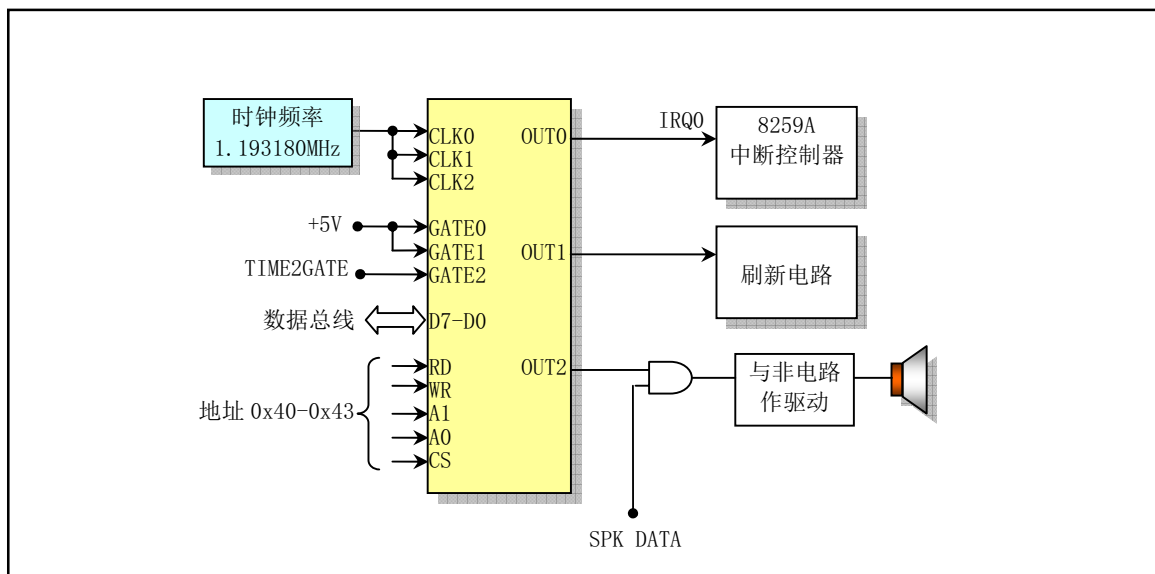 时钟频率
1.193180MHz
CLK0
CLK1
CLK2
+5V
GATE0
GATE1
TIME2GATE
GATE2
数据总线
D7-D0
RD
WR
A1
A0
CS
地址 0x40-0x43
OUT0
IRQ0
8259A
中断控制器
OUT1
刷新电路
OUT2
与非电路
作驱动
SPK DATA